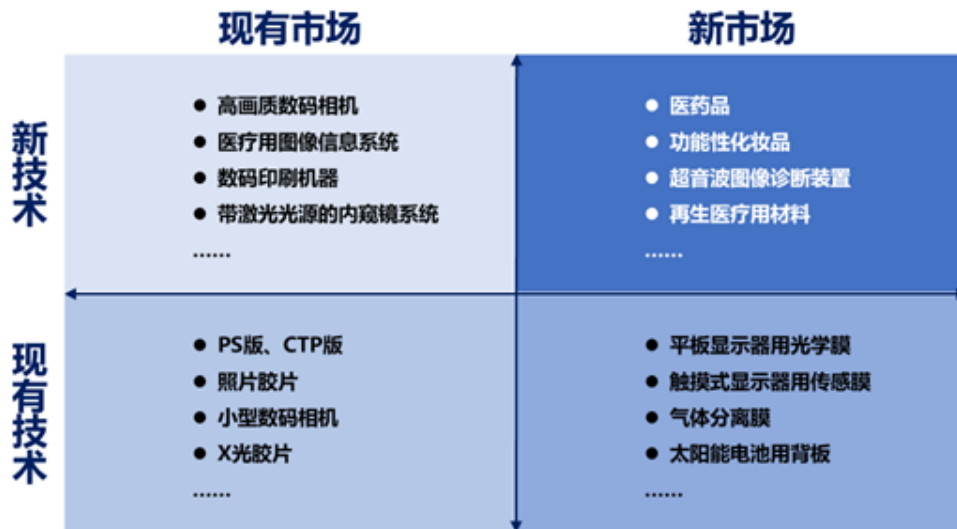 现有市场
新市场
新技术
高画质数码相机
医疗用图像信息系统
数码印刷机器
带激光光源的内窥镜系统
……
医药品
功能性化妆品
超音波图像诊断装置
再生医疗用材料
……
现有技术
PS版、CTP版
照片胶片
小型数码相机
X光胶片
……
平板显示器用光学膜
触摸式显示器用传感膜
气体分离膜
太阳能电池用背板
……